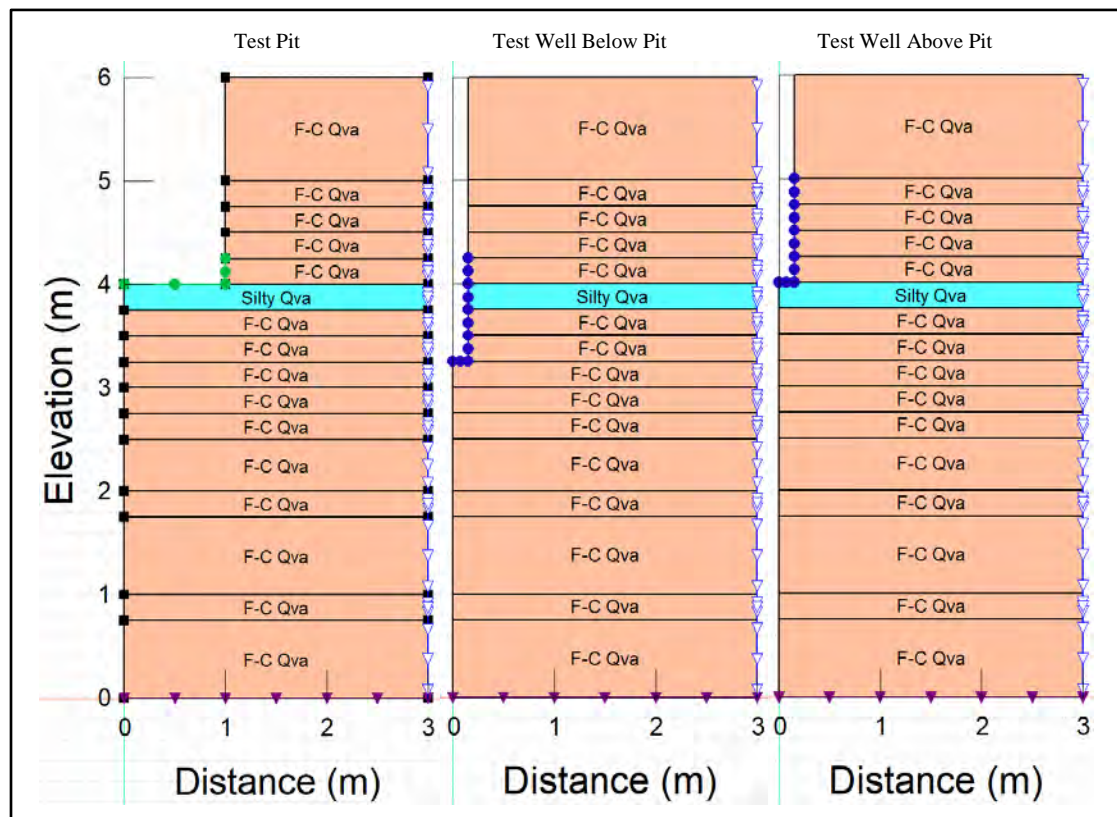 Test Pit
Test Well Below Pit
Test Well Above Pit
6
F-C Qva
F-C Qva
F-C Qva
5
F-C Qva
F-C Qva
F-C Qva
F-C Qva
F-C Qva
F-C Qva
F-C Qva
F-C Qva
F-C Qva
F-C Qva
F-C Qva
F-C Qva
4
Silty Qva
Silty Qva
Silty Qva
F-C Qva
F-C Qva
F-C Qva
F-C Qva
F-C Qva
F-C Qva
F-C Qva
F-C Qva
F-C Qva
3
F-C Qva
F-C Qva
F-C Qva
F-C Qva
F-C Qva
F-C Qva
F-C Qva
F-C Qva
F-C Qva
2
F-C Qva
F-C Qva
F-C Qva
F-C Qva
F-C Qva
F-C Qva
1
F-C Qva
F-C Qva
F-C Qva
F-C Qva
F-C Qva
F-C Qva
0
Elevation (m)
0 1 2 3
0 1 2 3
0 1 2 3
Distance (m)
Distance (m)
Distance (m)